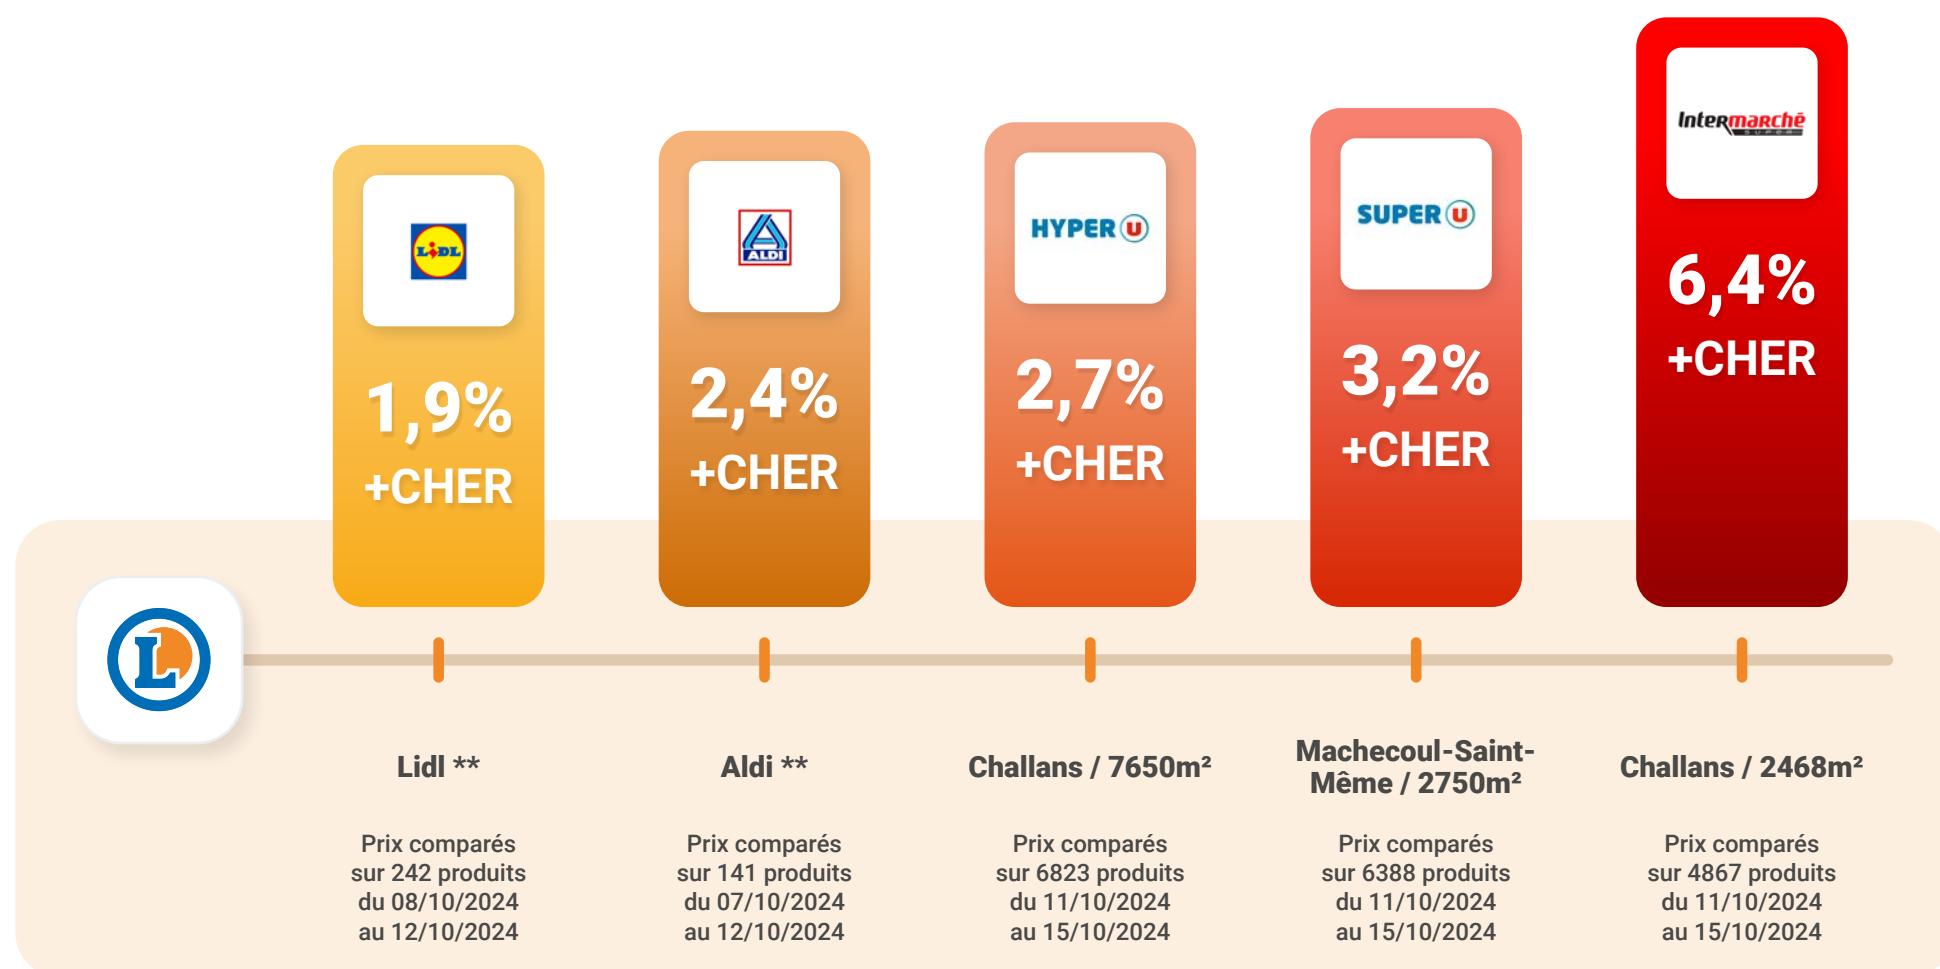 LIDL
1,9%
+CHER
ALDI
2,4%
+CHER
HYPER U
2,7%
+CHER
SUPER U
3,2%
+CHER
Intermarchē
SUPER
6,4%
+CHER
L
Lidl **
Prix comparés
sur 242 produits
du 08/10/2024
au 12/10/2024
Aldi **
Prix comparés
sur 141 produits
du 07/10/2024
au 12/10/2024
Challans / 7650m²
Prix comparés
sur 6823 produits
du 11/10/2024
au 15/10/2024
Machecoul-Saint-
Même / 2750m²
Prix comparés
sur 6388 produits
du 11/10/2024
au 15/10/2024
Challans / 2468m²
Prix comparés
sur 4867 produits
du 11/10/2024
au 15/10/2024